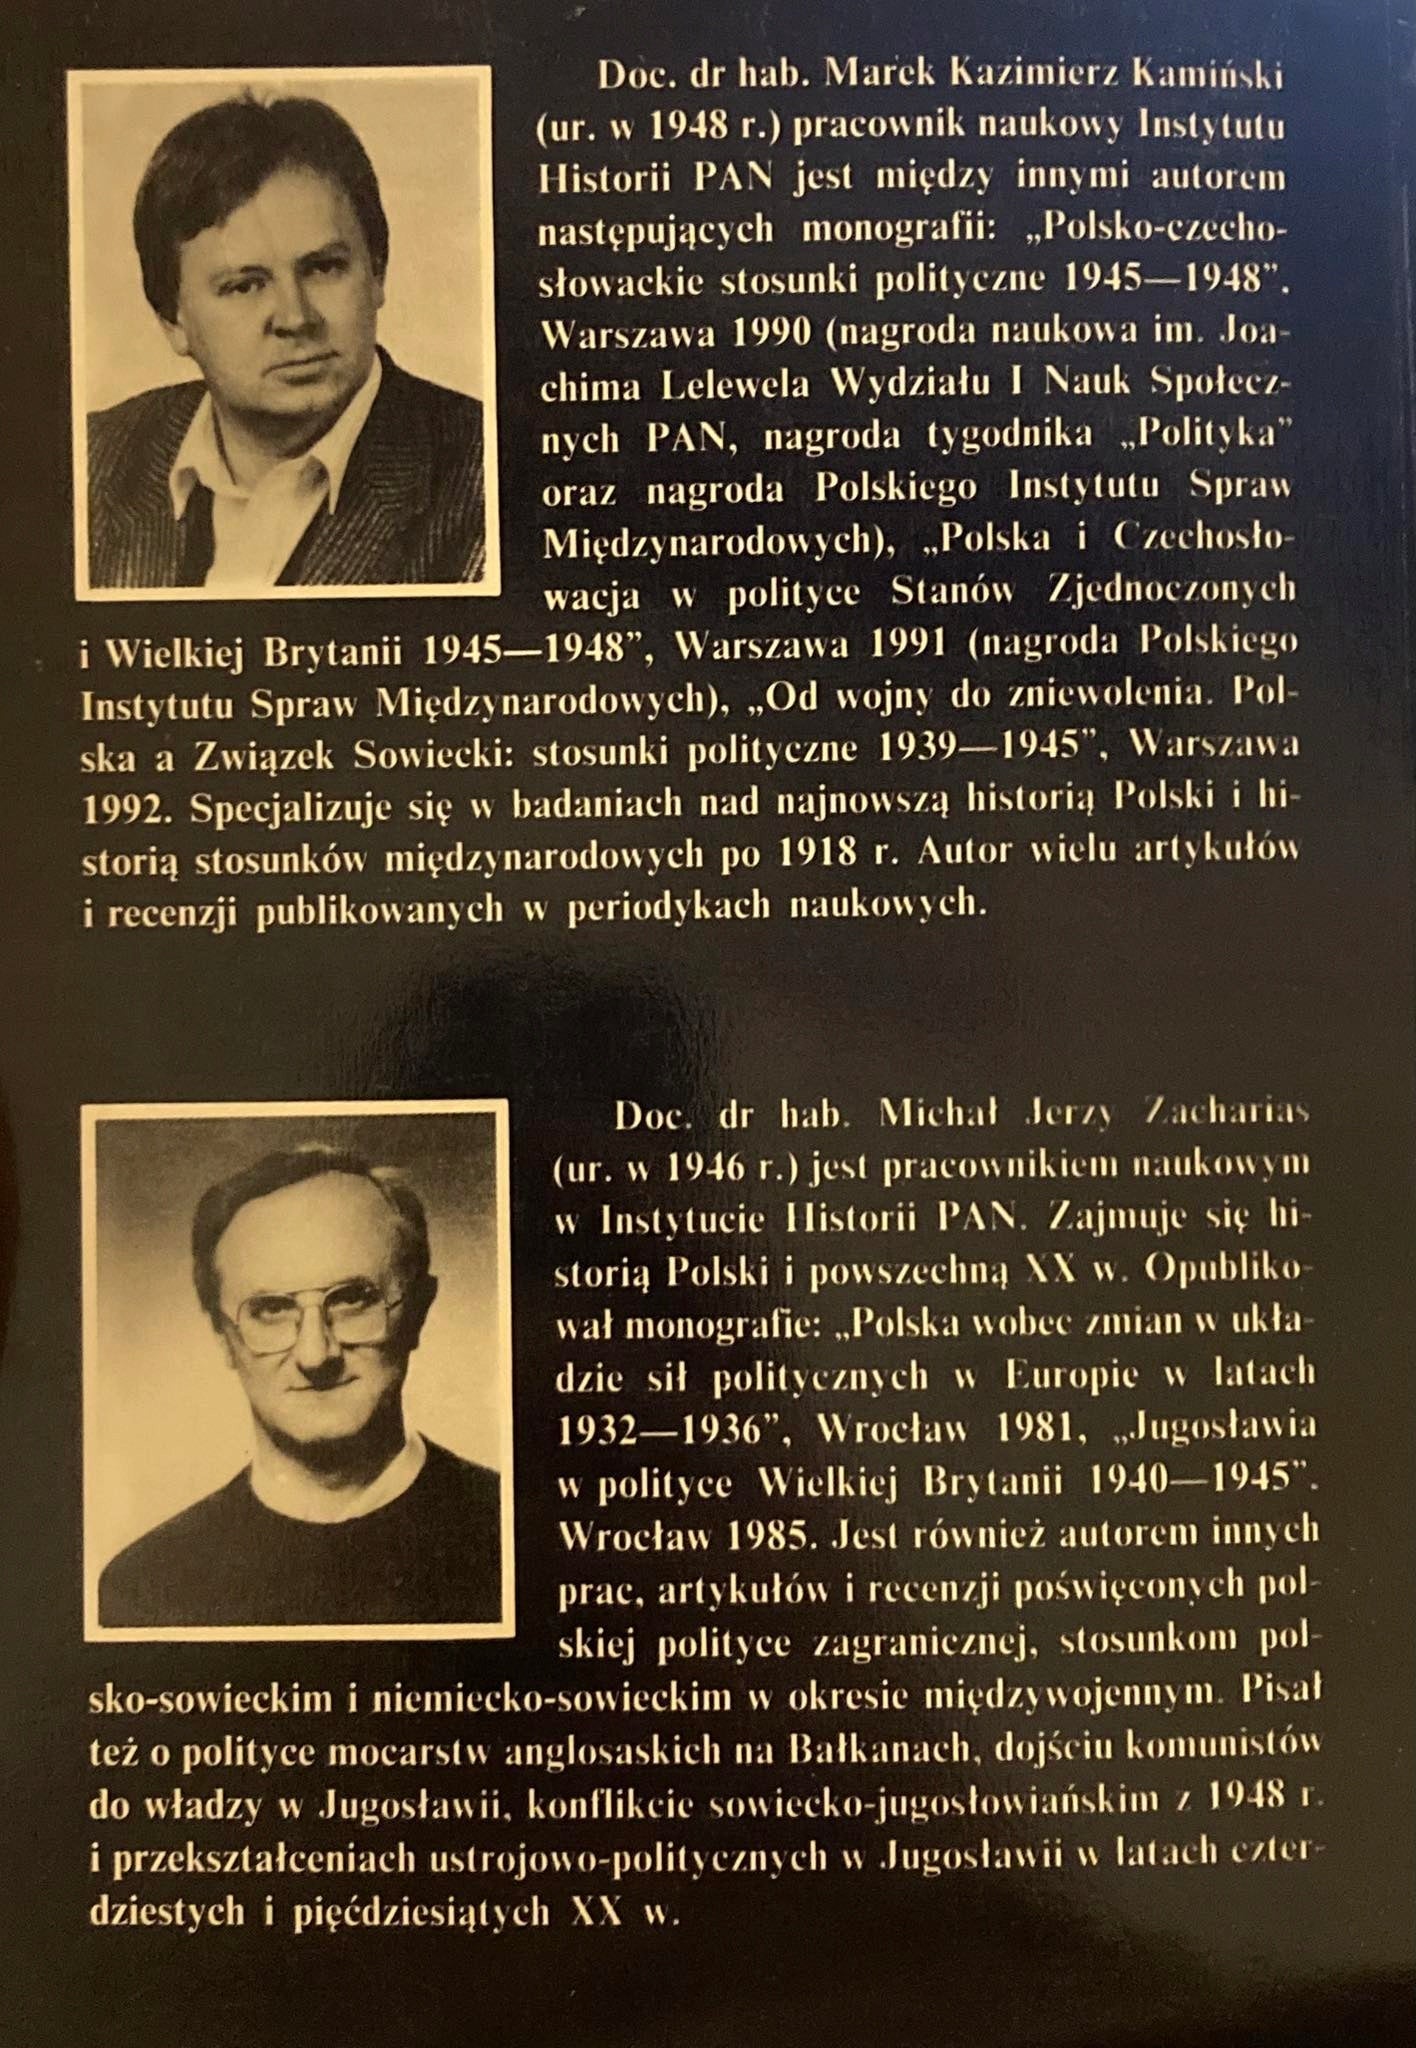 Doc. dr hab. Marek Kazimierz Kamiński
(ur. w 1948 r.) pracownik naukowy Instytutu
Historii PAN jest między innymi autorem
następujących monografii: „Polsko-czecho-
słowackie stosunki polityczne 1945—1948”.
Warszawa 1990 (nagroda naukowa im. Joa-
chima Lelewela Wydziału I Nauk Społecz-
nych PAN, nagroda tygodnika „Polityka”
oraz nagroda Polskiego Instytutu Spraw
Międzynarodowych), „Polska i Czechosło-
wacja w polityce Stanów Zjednoczonych
i Wielkiej Brytanii 1945—1948”, Warszawa 1991 (nagroda Polskiego
Instytutu Spraw Międzynarodowych), „Od wojny do zniewolenia. Pol-
ska a Związek Sowiecki: stosunki polityczne 1939—1945”, Warszawa
1992. Specjalizuje się w badaniach nad najnowszą historią Polski i hi-
storią stosunków międzynarodowych po 1918 r. Autor wielu artykułów
i recenzji publikowanych w periodykach naukowych.
Doc. dr hab. Michał Jerzy Zacharias
(ur. w 1946 r.) jest pracownikiem naukowym
w Instytucie Historii PAN. Zajmuje się hi-
storią Polski i powszechną XX w. Opubliko-
wał monografie: „Polska wobec zmian w ukła-
dzie sił politycznych w Europie w latach
1932—1936”, Wrocław 1981, „Jugosławia
w polityce Wielkiej Brytanii 1940—1945”.
Wrocław 1985. Jest również autorem innych
prac, artykułów i recenzji poświęconych pol-
skiej polityce zagranicznej, stosunkom pol-
sko-sowieckim i niemiecko-sowieckim w okresie międzywojennym. Pisał
też o polityce mocarstw anglosaskich na Bałkanach, dojściu komunistów
do władzy w Jugosławii, konflikcie sowiecko-jugosłowiańskim z 1948 r.
i przekształceniach ustrojowo-politycznych w Jugosławii w latach czter-
dziestych i pięćdziesiątych XX w.